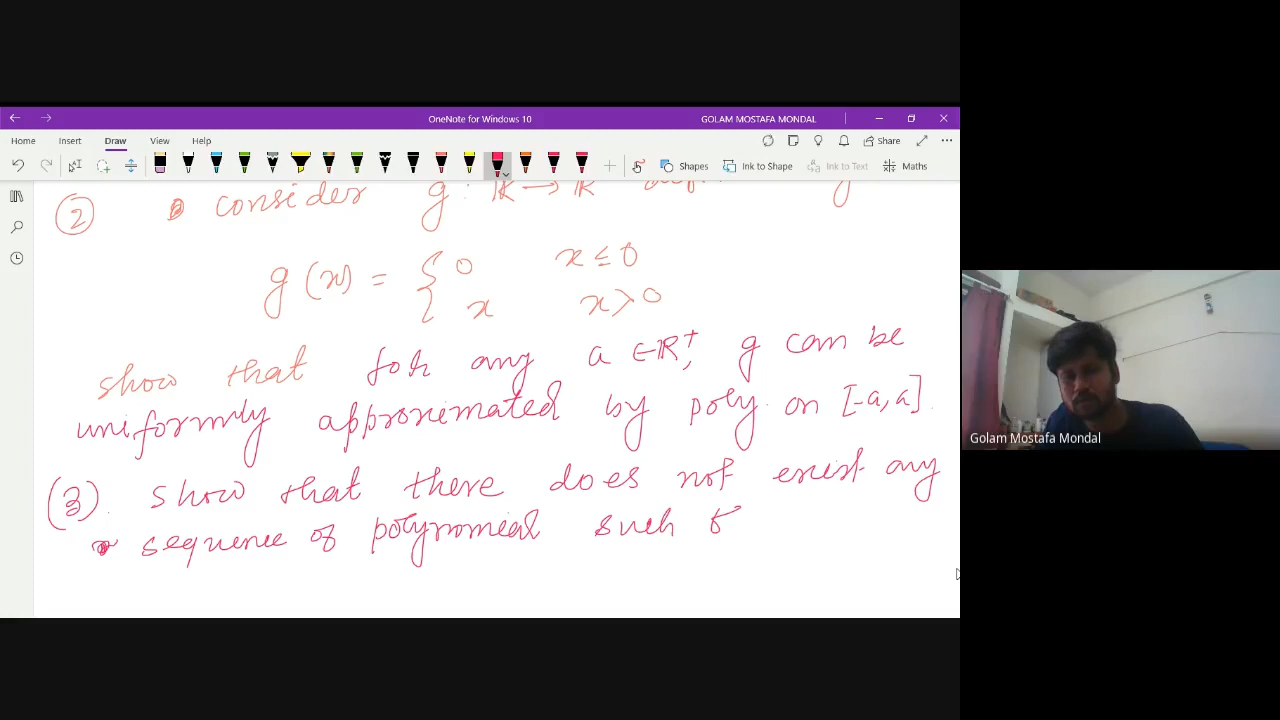 OneNote for Windows 10
GOLAM MOSTAFA MONDAL
Home Insert Draw View Help
Share
Shapes Ink to Shape Ink to Text Maths
② consider g : ℝ → ℝ
g(x) = { 0 x ≤ 0
x x > 0
show that for any a ∈ ℝ⁺, g can be
uniformly approximated by poly on [-a, a].
(3). show that there does not exist any
sequence of polynomial such t
Golam Mostafa Mondal